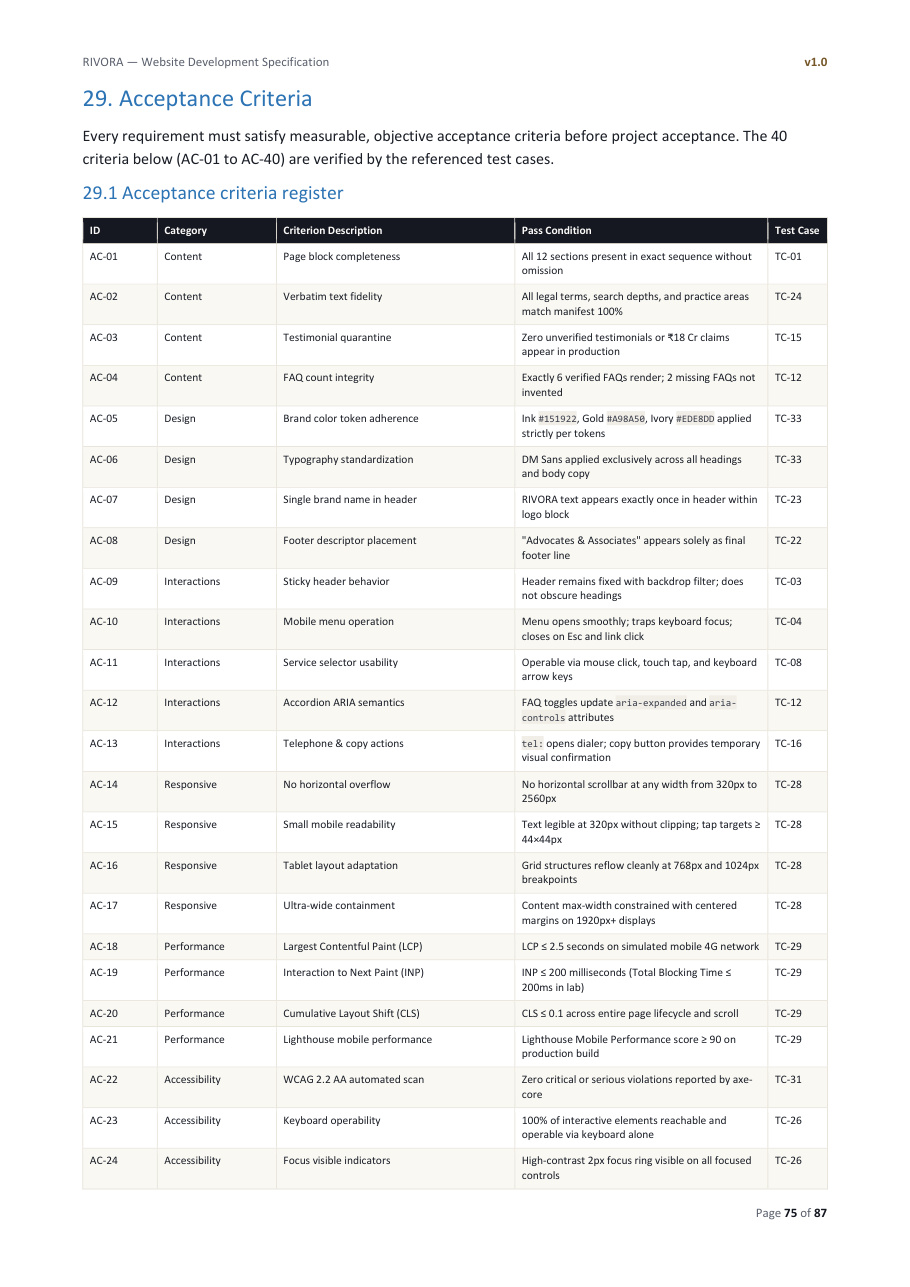 RIVORA — Website Development Specification v1.0
29. Acceptance Criteria
Every requirement must satisfy measurable, objective acceptance criteria before project acceptance. The 40
criteria below (AC-01 to AC-40) are verified by the referenced test cases.
29.1 Acceptance criteria register
ID Category Criterion Description Pass Condition Test Case
AC-01 Content Page block completeness All 12 sections present in exact sequence without TC-01
omission
AC-02 Content Verbatim text fidelity All legal terms, search depths, and practice areas TC-24
match manifest 100%
AC-03 Content Testimonial quarantine Zero unverified testimonials or ₹18 Cr claims TC-15
appear in production
AC-04 Content FAQ count integrity Exactly 6 verified FAQs render; 2 missing FAQs not TC-12
invented
AC-05 Design Brand color token adherence Ink #151922, Gold #A98A50, Ivory #EDE8DD applied TC-33
strictly per tokens
AC-06 Design Typography standardization DM Sans applied exclusively across all headings TC-33
and body copy
AC-07 Design Single brand name in header RIVORA text appears exactly once in header within TC-23
logo block
AC-08 Design Footer descriptor placement "Advocates & Associates" appears solely as final TC-22
footer line
AC-09 Interactions Sticky header behavior Header remains fixed with backdrop filter; does TC-03
not obscure headings
AC-10 Interactions Mobile menu operation Menu opens smoothly; traps keyboard focus; TC-04
closes on Esc and link click
AC-11 Interactions Service selector usability Operable via mouse click, touch tap, and keyboard TC-08
arrow keys
AC-12 Interactions Accordion ARIA semantics FAQ toggles update aria-expanded and aria- TC-12
controls attributes
AC-13 Interactions Telephone & copy actions tel: opens dialer; copy button provides temporary TC-16
visual confirmation
AC-14 Responsive No horizontal overflow No horizontal scrollbar at any width from 320px to TC-28
2560px
AC-15 Responsive Small mobile readability Text legible at 320px without clipping; tap targets ≥ TC-28
44×44px
AC-16 Responsive Tablet layout adaptation Grid structures reflow cleanly at 768px and 1024px TC-28
breakpoints
AC-17 Responsive Ultra-wide containment Content max-width constrained with centered TC-28
margins on 1920px+ displays
AC-18 Performance Largest Contentful Paint (LCP) LCP ≤ 2.5 seconds on simulated mobile 4G network TC-29
AC-19 Performance Interaction to Next Paint (INP) INP ≤ 200 milliseconds (Total Blocking Time ≤ TC-29
200ms in lab)
AC-20 Performance Cumulative Layout Shift (CLS) CLS ≤ 0.1 across entire page lifecycle and scroll TC-29
AC-21 Performance Lighthouse mobile performance Lighthouse Mobile Performance score ≥ 90 on TC-29
production build
AC-22 Accessibility WCAG 2.2 AA automated scan Zero critical or serious violations reported by axe- TC-31
core
AC-23 Accessibility Keyboard operability 100% of interactive elements reachable and TC-26
operable via keyboard alone
AC-24 Accessibility Focus visible indicators High-contrast 2px focus ring visible on all focused TC-26
controls
Page 75 of 87